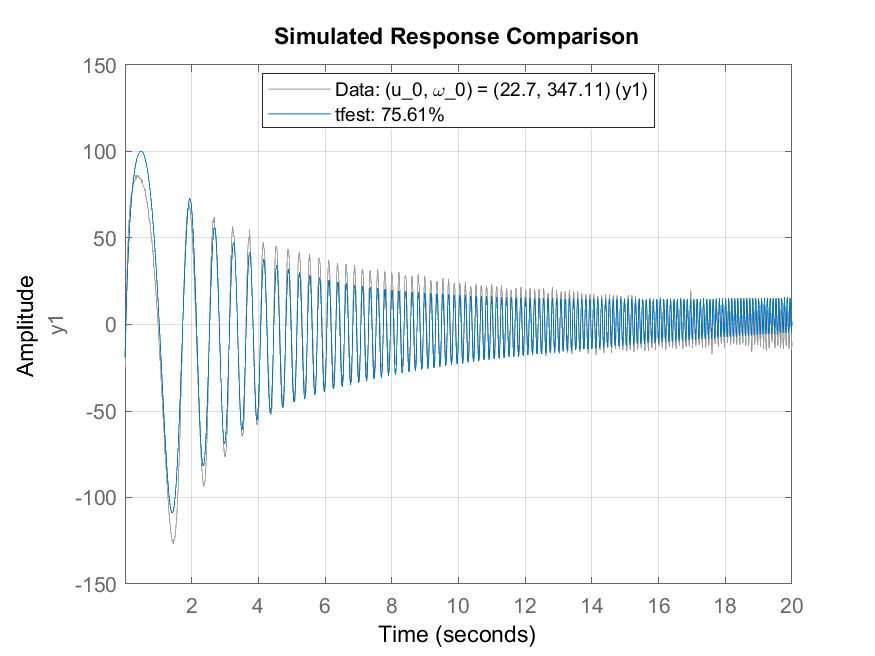 Simulated Response Comparison
Data: (u_0, ω_0) = (22.7, 347.11) (y1)
tfest: 75.61%
150
100
50
0
-50
-100
-150
Amplitude
y1
2
4
6
8
10
12
14
16
18
20
Time (seconds)